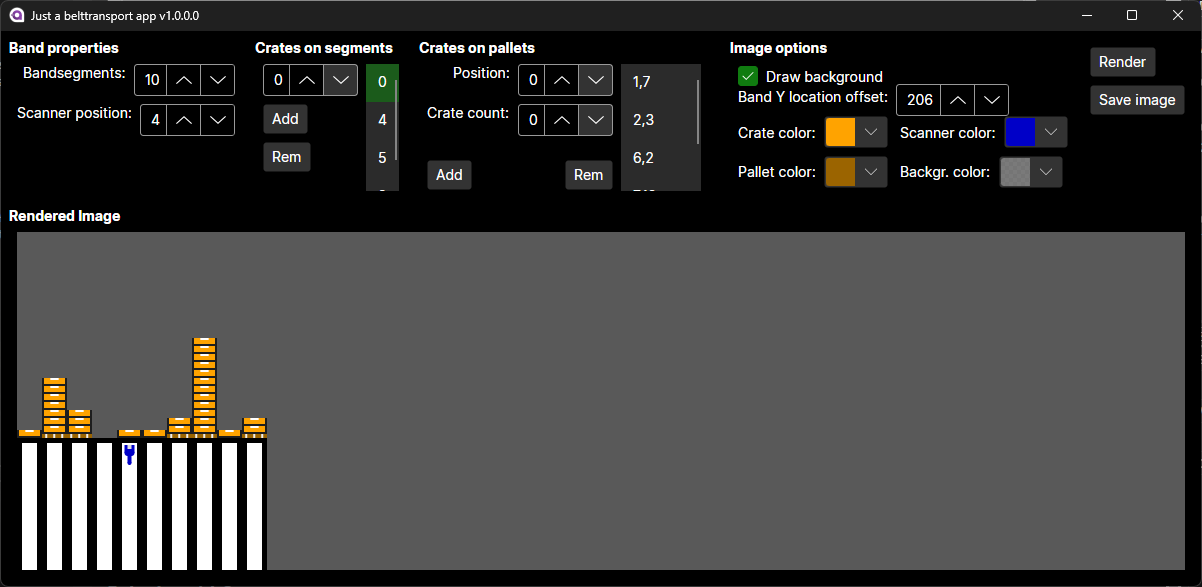 Just a belttransport app v1.0.0.0
Band properties
Bandsegments: 10
Scanner position: 4
Crates on segments
0
Add
Rem
0
4
5
Crates on pallets
Position: 0
Crate count: 0
Add
Rem
1,7
2,3
6,2
Image options
Draw background
Band Y location offset: 206
Crate color:
Scanner color:
Pallet color:
Backgr. color:
Render
Save image
Rendered Image